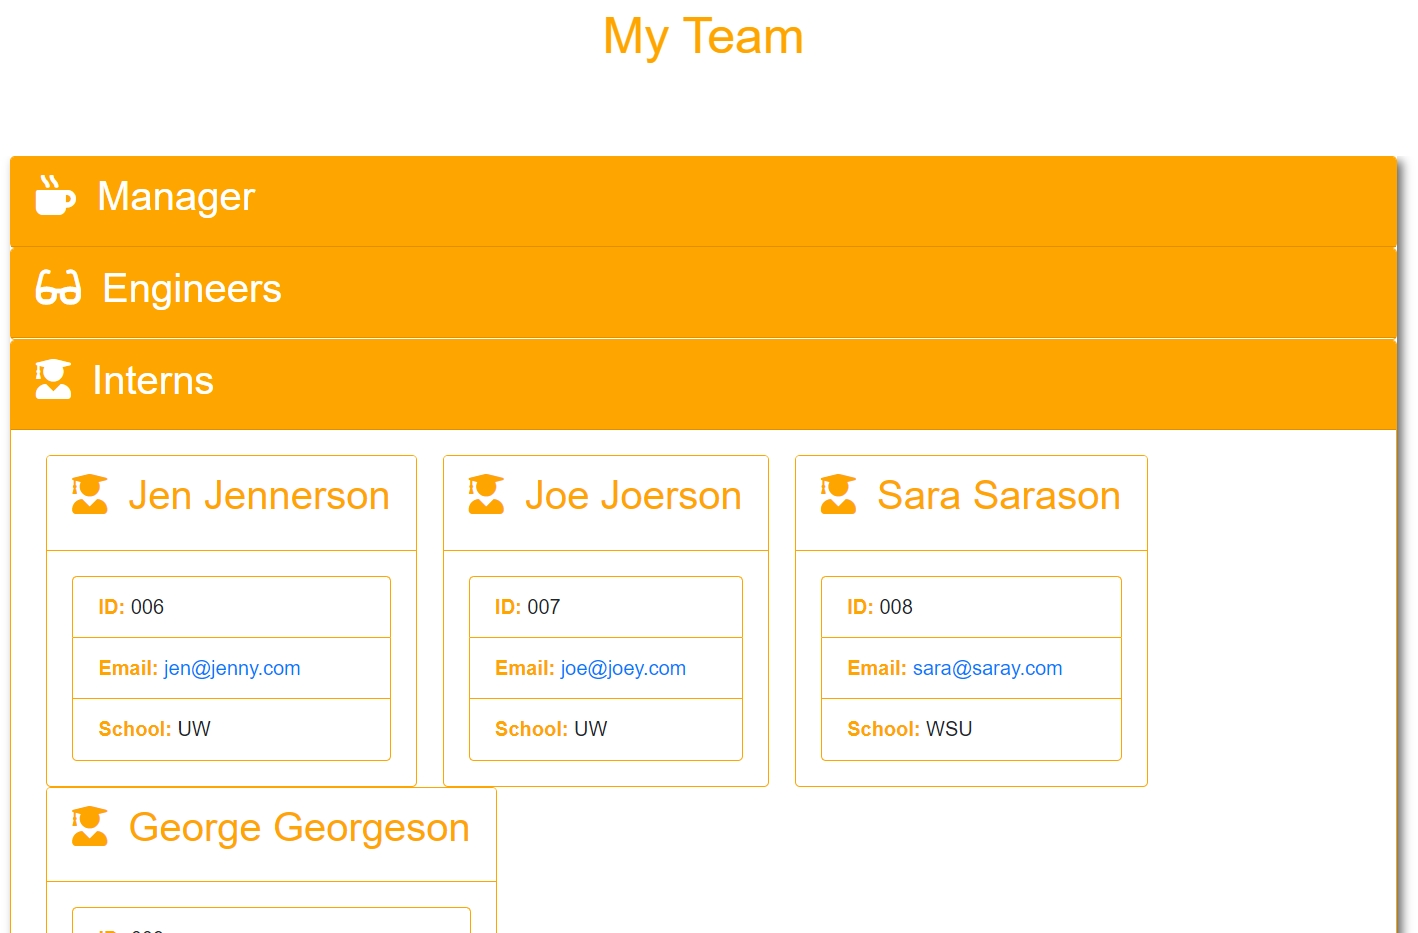 My Team
Manager
Engineers
Interns
Jen Jennerson
ID: 006
Email: jen@jenny.com
School: UW
Joe Joerson
ID: 007
Email: joe@joey.com
School: UW
Sara Sarason
ID: 008
Email: sara@saray.com
School: WSU
George Georgeson